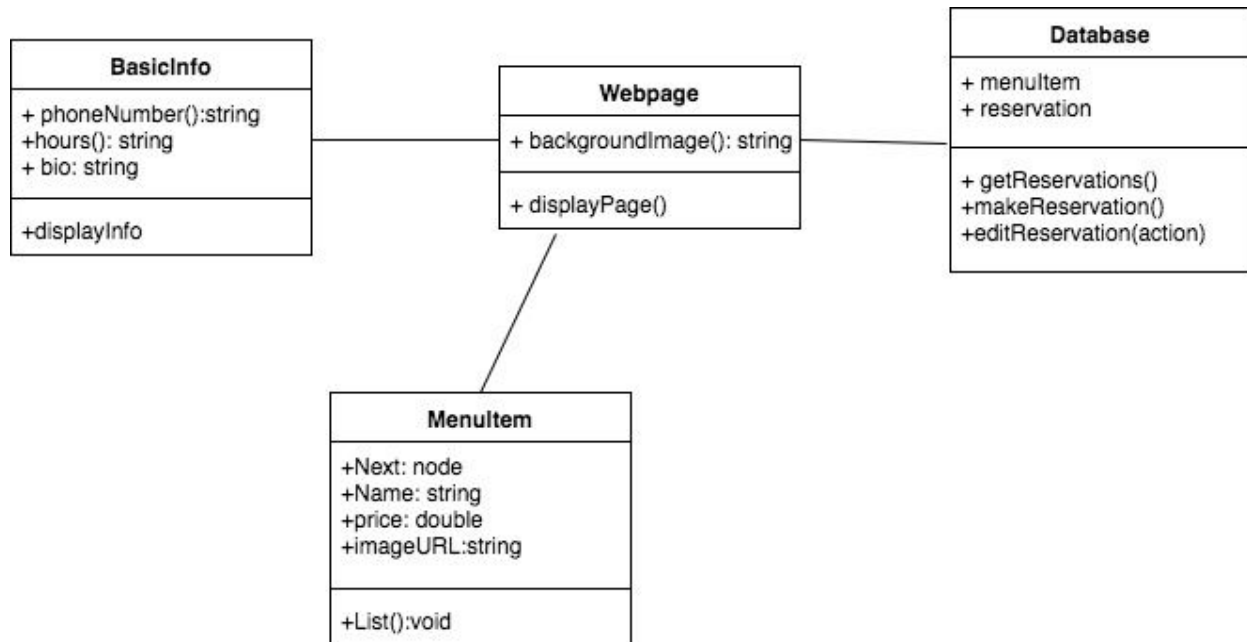 BasicInfo
+ phoneNumber():string
+hours(): string
+ bio: string
+displayInfo
Webpage
+ backgroundImage(): string
+ displayPage()
Database
+ menuItem
+ reservation
+ getReservations()
+makeReservation()
+editReservation(action)
MenuItem
+Next: node
+Name: string
+price: double
+imageURL:string
+List():void